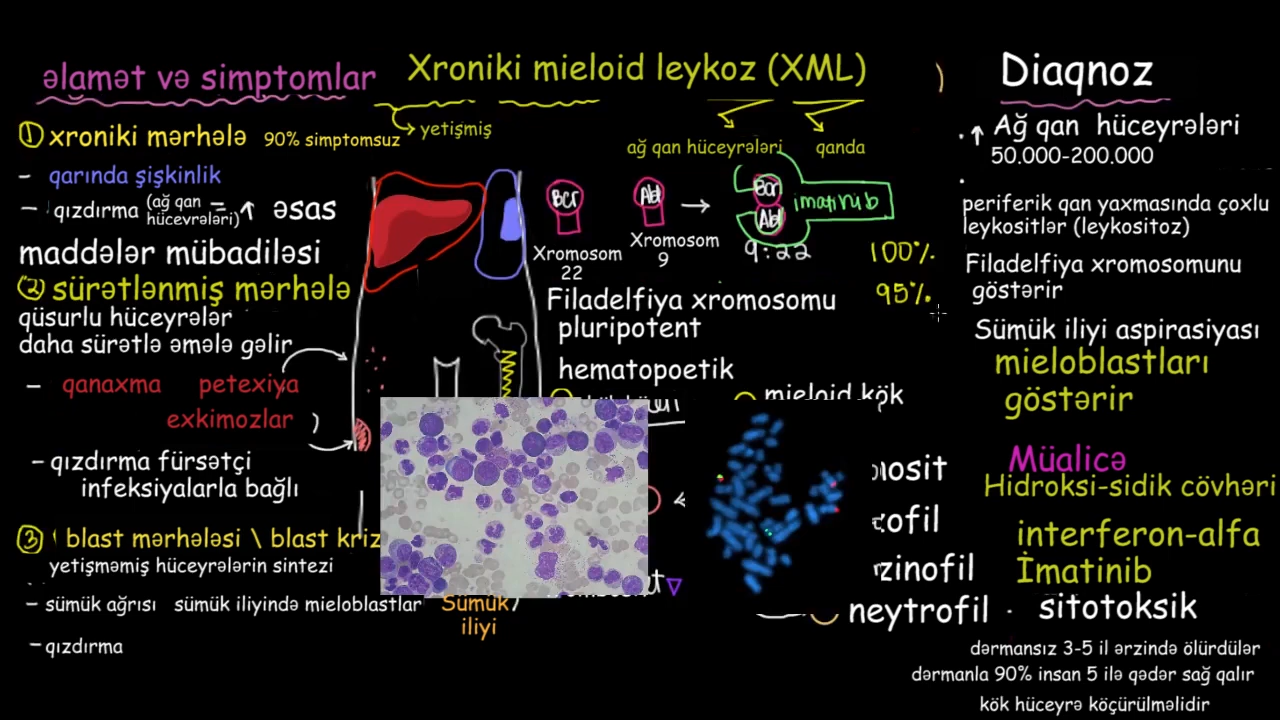 əlamət və simptomlar
① xroniki mərhələ 90% simptomsuz
- qarında şişkinlik
- qızdırma (ağ qan hüceyrələri) = ↑ əsas
maddələr mübadiləsi
② sürətlənmiş mərhələ
qüsurlu hüceyrələr
daha sürətlə əmələ gəlir
- qanaxma petexiya
exkimozlar
- qızdırma fürsətçi
infeksiyalarla bağlı
③ blast mərhələsi \ blast kriz
yetişməmiş hüceyrələrin sintezi
- sümük ağrısı sümük iliyində mieloblastlar
- qızdırma
Xroniki mieloid leykoz (XML)
yetişmiş
ağ qan hüceyrələri qanda
Bcr Abl → Bcr Abl imatinib
Xromosom 22
Xromosom 9
9:22
100%
95%
Filadelfiya xromosomu
pluripotent
hematopoetik
mieloid kök
neytrofil
Sümük
iliyi
Diaqnoz
↑ Ağ qan hüceyrələri
50.000-200.000
periferik qan yaxmasında çoxlu
leykositlər (leykositoz)
Filadelfiya xromosomunu
göstərir
Sümük iliyi aspirasiyası
mieloblastları
göstərir
Müalicə
Hidroksi-sidik cövhəri
interferon-alfa
İmatinib
sitotoksik
dərmansız 3-5 il ərzində ölürdülər
dərmanla 90% insan 5 ilə qədər sağ qalır
kök hüceyrə köçürülməlidir